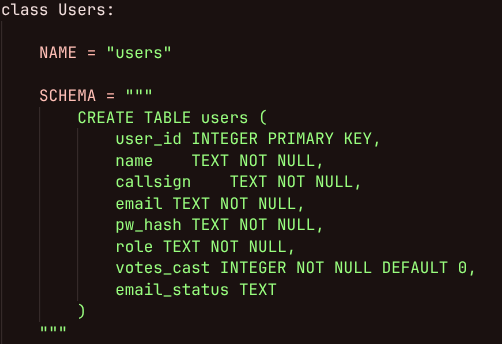 class Users:
    NAME = "users"
    SCHEMA = """
        CREATE TABLE users (
            user_id INTEGER PRIMARY KEY,
            name    TEXT NOT NULL,
            callsign    TEXT NOT NULL,
            email TEXT NOT NULL,
            pw_hash TEXT NOT NULL,
            role TEXT NOT NULL,
            votes_cast INTEGER NOT NULL DEFAULT 0,
            email_status TEXT
        )
    """